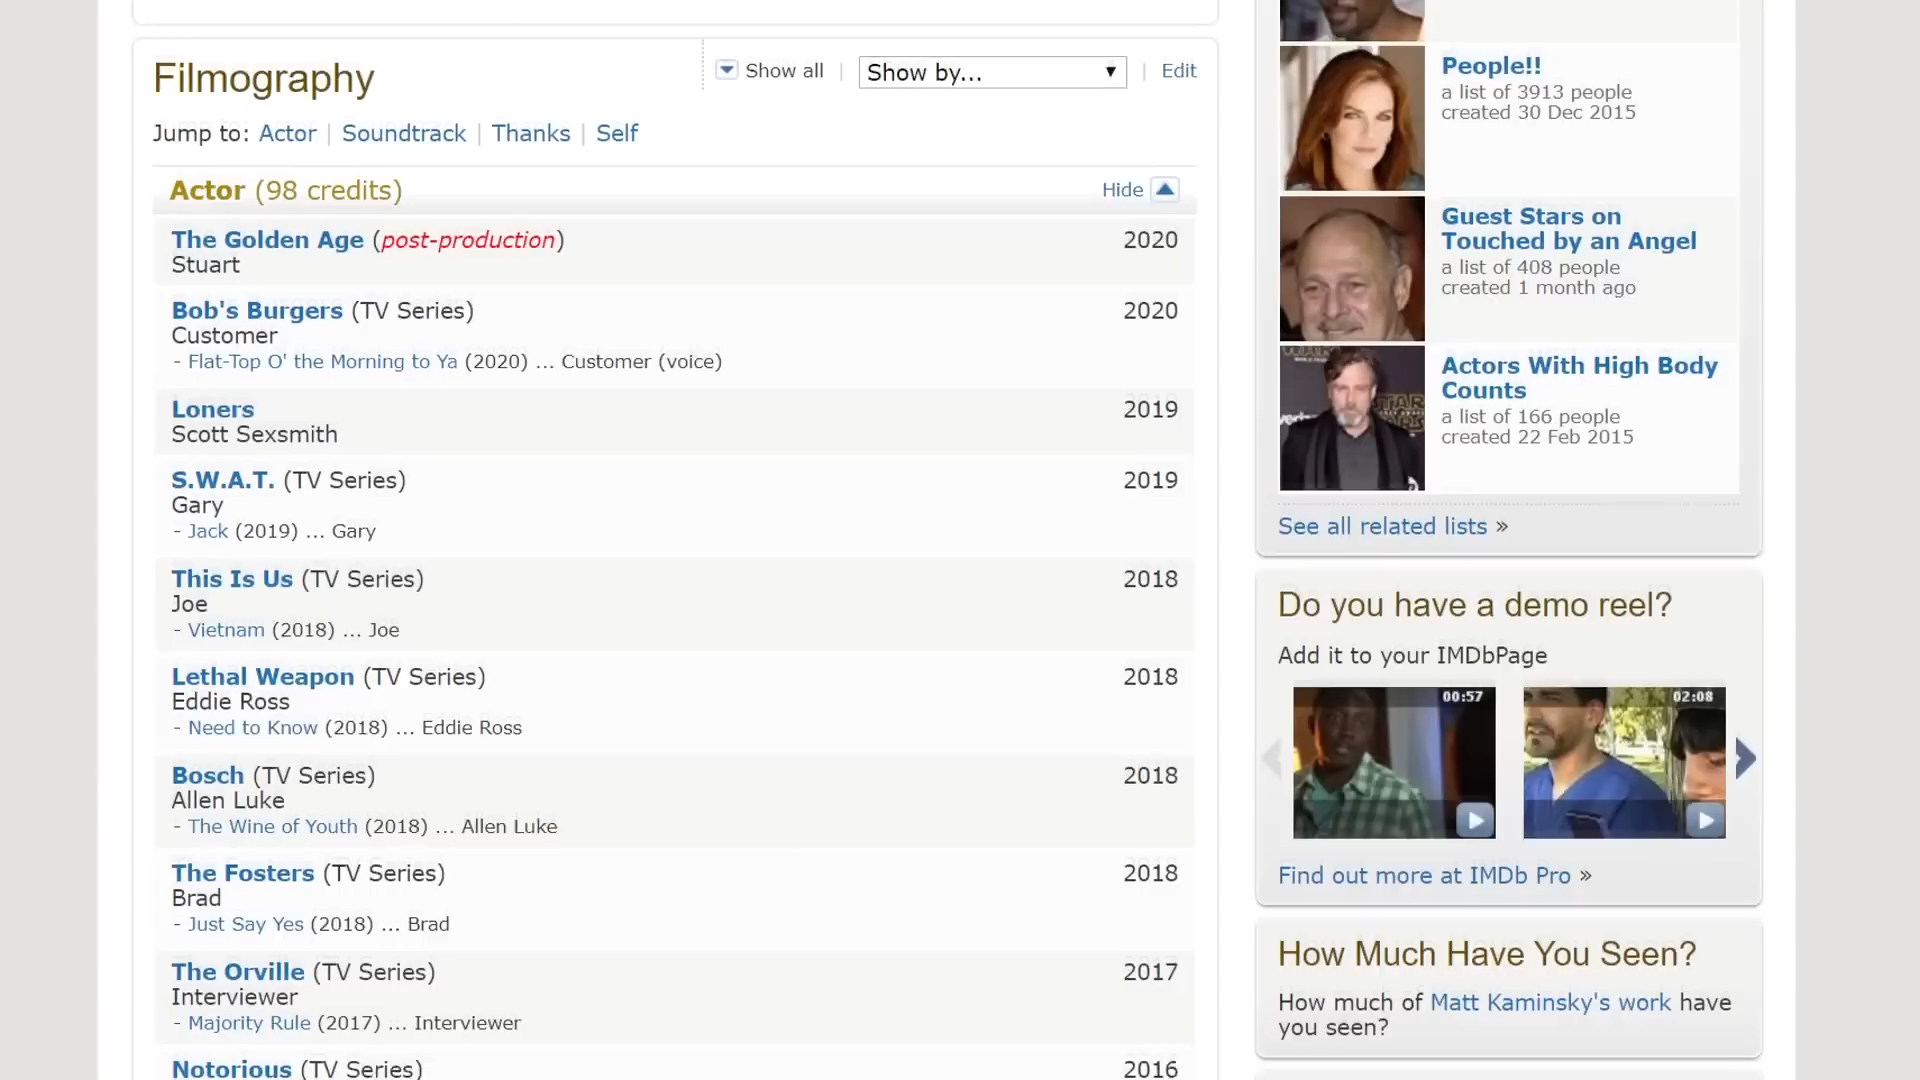 Filmography
Show all | Show by... | Edit
Jump to: Actor | Soundtrack | Thanks | Self
Actor (98 credits)
Hide
The Golden Age (post-production)
2020
Stuart
Bob's Burgers (TV Series)
2020
Customer
- Flat-Top O' the Morning to Ya (2020) ... Customer (voice)
Loners
2019
Scott Sexsmith
S.W.A.T. (TV Series)
2019
Gary
- Jack (2019) ... Gary
This Is Us (TV Series)
2018
Joe
- Vietnam (2018) ... Joe
Lethal Weapon (TV Series)
2018
Eddie Ross
- Need to Know (2018) ... Eddie Ross
Bosch (TV Series)
2018
Allen Luke
- The Wine of Youth (2018) ... Allen Luke
The Fosters (TV Series)
2018
Brad
- Just Say Yes (2018) ... Brad
The Orville (TV Series)
2017
Interviewer
- Majority Rule (2017) ... Interviewer
Notorious (TV Series)
2016
People!!
a list of 3913 people
created 30 Dec 2015
Guest Stars on
Touched by an Angel
a list of 408 people
created 1 month ago
Actors With High Body
Counts
a list of 166 people
created 22 Feb 2015
STAR
See all related lists »
Do you have a demo reel?
Add it to your IMDbPage
00:57
02:08
Find out more at IMDb Pro »
How Much Have You Seen?
How much of Matt Kaminsky's work have
you seen?